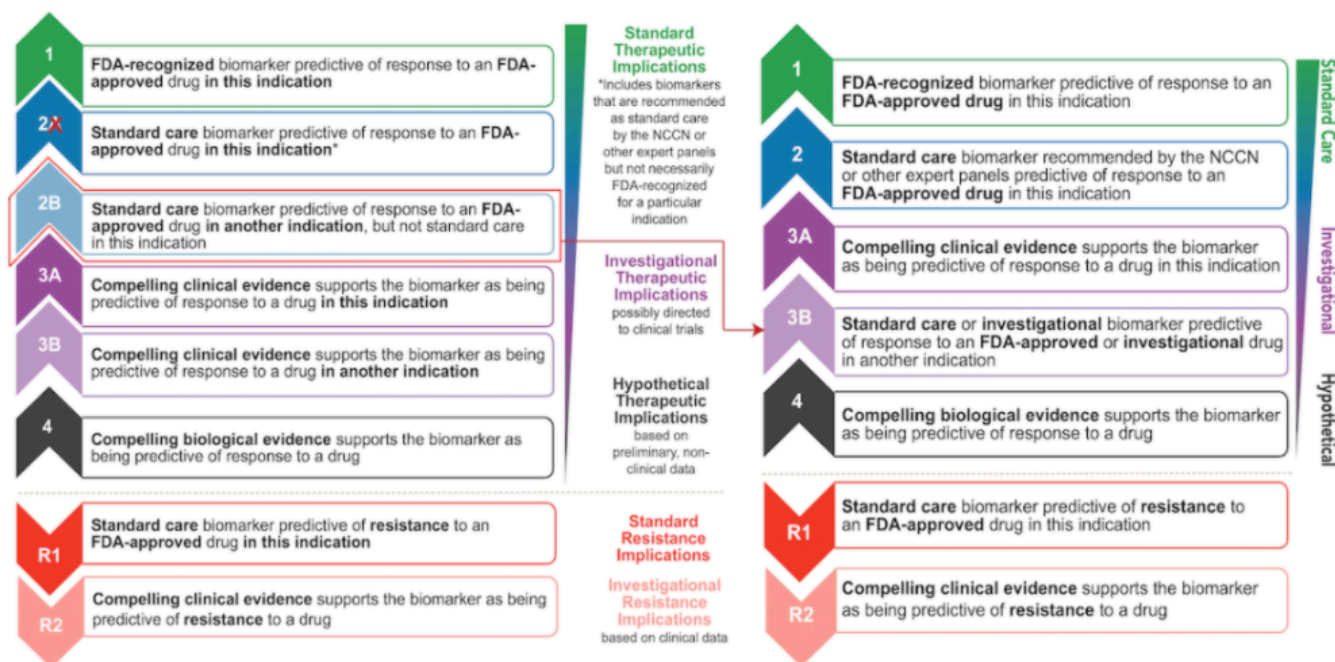 1
FDA-recognized biomarker predictive of response to an FDA-
approved drug in this indication
2A
Standard care biomarker predictive of response to an FDA-
approved drug in this indication*
2B
Standard care biomarker predictive of response to an FDA-
approved drug in another indication, but not standard care
in this indication
3A
Compelling clinical evidence supports the biomarker as being
predictive of response to a drug in this indication
3B
Compelling clinical evidence supports the biomarker as being
predictive of response to a drug in another indication
4
Compelling biological evidence supports the biomarker as
being predictive of response to a drug
R1
Standard care biomarker predictive of resistance to an
FDA-approved drug in this indication
R2
Compelling clinical evidence supports the biomarker as being
predictive of resistance to a drug
Standard
Therapeutic
Implications
*Includes biomarkers
that are recommended
as standard care
by the NCCN or
other expert panels
but not necessarily
FDA-recognized
for a particular
indication
Investigational
Therapeutic
Implications
possibly directed
to clinical trials
Hypothetical
Therapeutic
Implications
based on
preliminary, non-
clinical data
Standard
Resistance
Implications
Investigational
Resistance
Implications
based on clinical data
1
FDA-recognized biomarker predictive of response to an
FDA-approved drug in this indication
2
Standard care biomarker recommended by the NCCN
or other expert panels predictive of response to an
FDA-approved drug in this indication
3A
Compelling clinical evidence supports the biomarker
as being predictive of response to a drug in this indication
3B
Standard care or investigational biomarker predictive
of response to an FDA-approved or investigational drug
in another indication
4
Compelling biological evidence supports the biomarker
as being predictive of response to a drug
R1
Standard care biomarker predictive of resistance to
an FDA-approved drug in this indication
R2
Compelling clinical evidence supports the biomarker
as being predictive of resistance to a drug
Standard Care
Investigational
Hypothetical